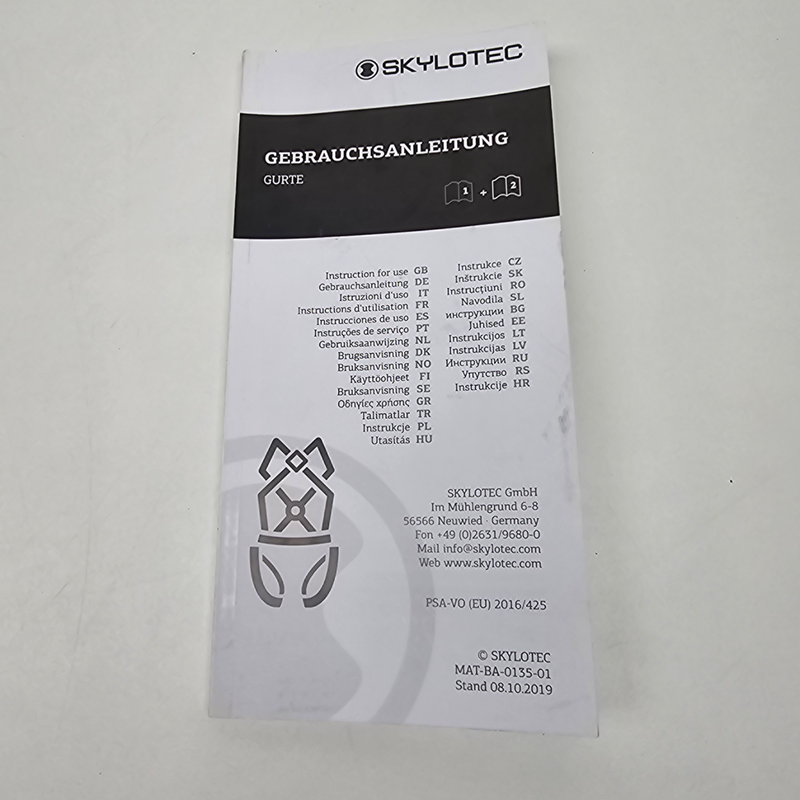 SKYLOTEC
GEBRAUCHSANLEITUNG
GURTE
1 + 2
Instruction for use GB
Gebrauchsanleitung DE
Istruzioni d'uso IT
Instructions d'utilisation FR
Instrucciones de uso ES
Instruções de serviço PT
Gebruiksaanwijzing NL
Brugsanvisning DK
Bruksanvisning NO
Käyttöohjeet FI
Bruksanvisning SE
Οδηγίες χρήσης GR
Talimatlar TR
Instrukcje PL
Utasítás HU
Instrukce CZ
Inštrukcie SK
Instrucțiuni RO
Navodila SL
инструкции BG
Juhised EE
Instrukcijos LT
Instrukcijas LV
Инструкции RU
Упутство RS
Instrukcije HR
SKYLOTEC GmbH
Im Mühlengrund 6-8
56566 Neuwied · Germany
Fon +49 (0)2631/9680-0
Mail info@skylotec.com
Web www.skylotec.com
PSA-VO (EU) 2016/425
© SKYLOTEC
MAT-BA-0135-01
Stand 08.10.2019